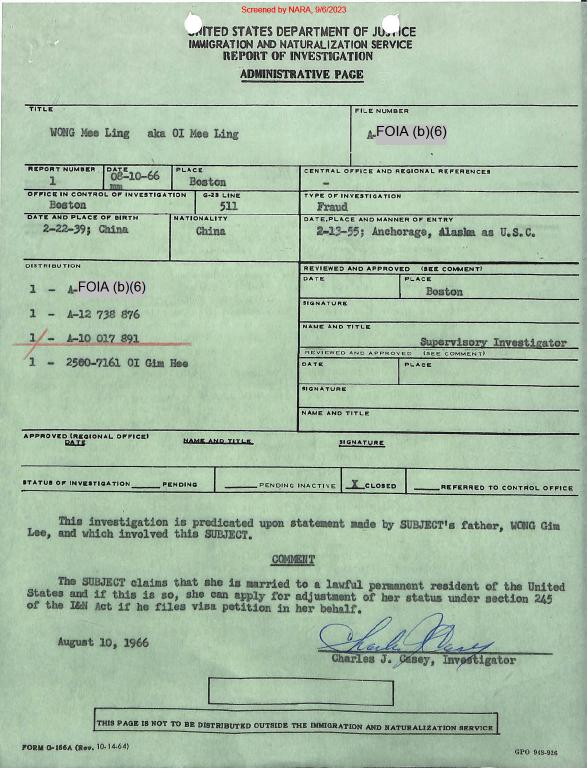 Screened by NARA, 9/6/2023
UNITED STATES DEPARTMENT OF JUSTICE
IMMIGRATION AND NATURALIZATION SERVICE
REPORT OF INVESTIGATION
ADMINISTRATIVE PAGE
TITLE
WONG Mee Ling aka OI Mee Ling
FILE NUMBER
A-FOIA (b)(6)
REPORT NUMBER
1
DATE
08-10-66
mm
PLACE
Boston
CENTRAL OFFICE AND REGIONAL REFERENCES
-
OFFICE IN CONTROL OF INVESTIGATION
Boston
G-23 LINE
511
TYPE OF INVESTIGATION
Fraud
DATE AND PLACE OF BIRTH
2-22-39; China
NATIONALITY
China
DATE, PLACE AND MANNER OF ENTRY
2-13-55; Anchorage, Alaska as U.S.C.
DISTRIBUTION
1 - A-FOIA (b)(6)
1 - A-12 738 876
1 - A-10 017 891
1 - 2500-7161 OI Gim Hee
REVIEWED AND APPROVED (SEE COMMENT)
DATE
PLACE
Boston
SIGNATURE
NAME AND TITLE
Supervisory Investigator
REVIEWED AND APPROVED (SEE COMMENT)
DATE
PLACE
SIGNATURE
NAME AND TITLE
APPROVED (REGIONAL OFFICE)
DATE NAME AND TITLE SIGNATURE
STATUS OF INVESTIGATION ____ PENDING ____ PENDING INACTIVE X CLOSED ____ REFERRED TO CONTROL OFFICE
This investigation is predicated upon statement made by SUBJECT's father, WONG Gim
Lee, and which involved this SUBJECT.
COMMENT
The SUBJECT claims that she is married to a lawful permanent resident of the United
States and if this is so, she can apply for adjustment of her status under section 245
of the I&N Act if he files visa petition in her behalf.
August 10, 1966
Charles J. Casey
Charles J. Casey, Investigator
THIS PAGE IS NOT TO BE DISTRIBUTED OUTSIDE THE IMMIGRATION AND NATURALIZATION SERVICE
FORM G-166A (Rev. 10-14-64)
GPO 949-926